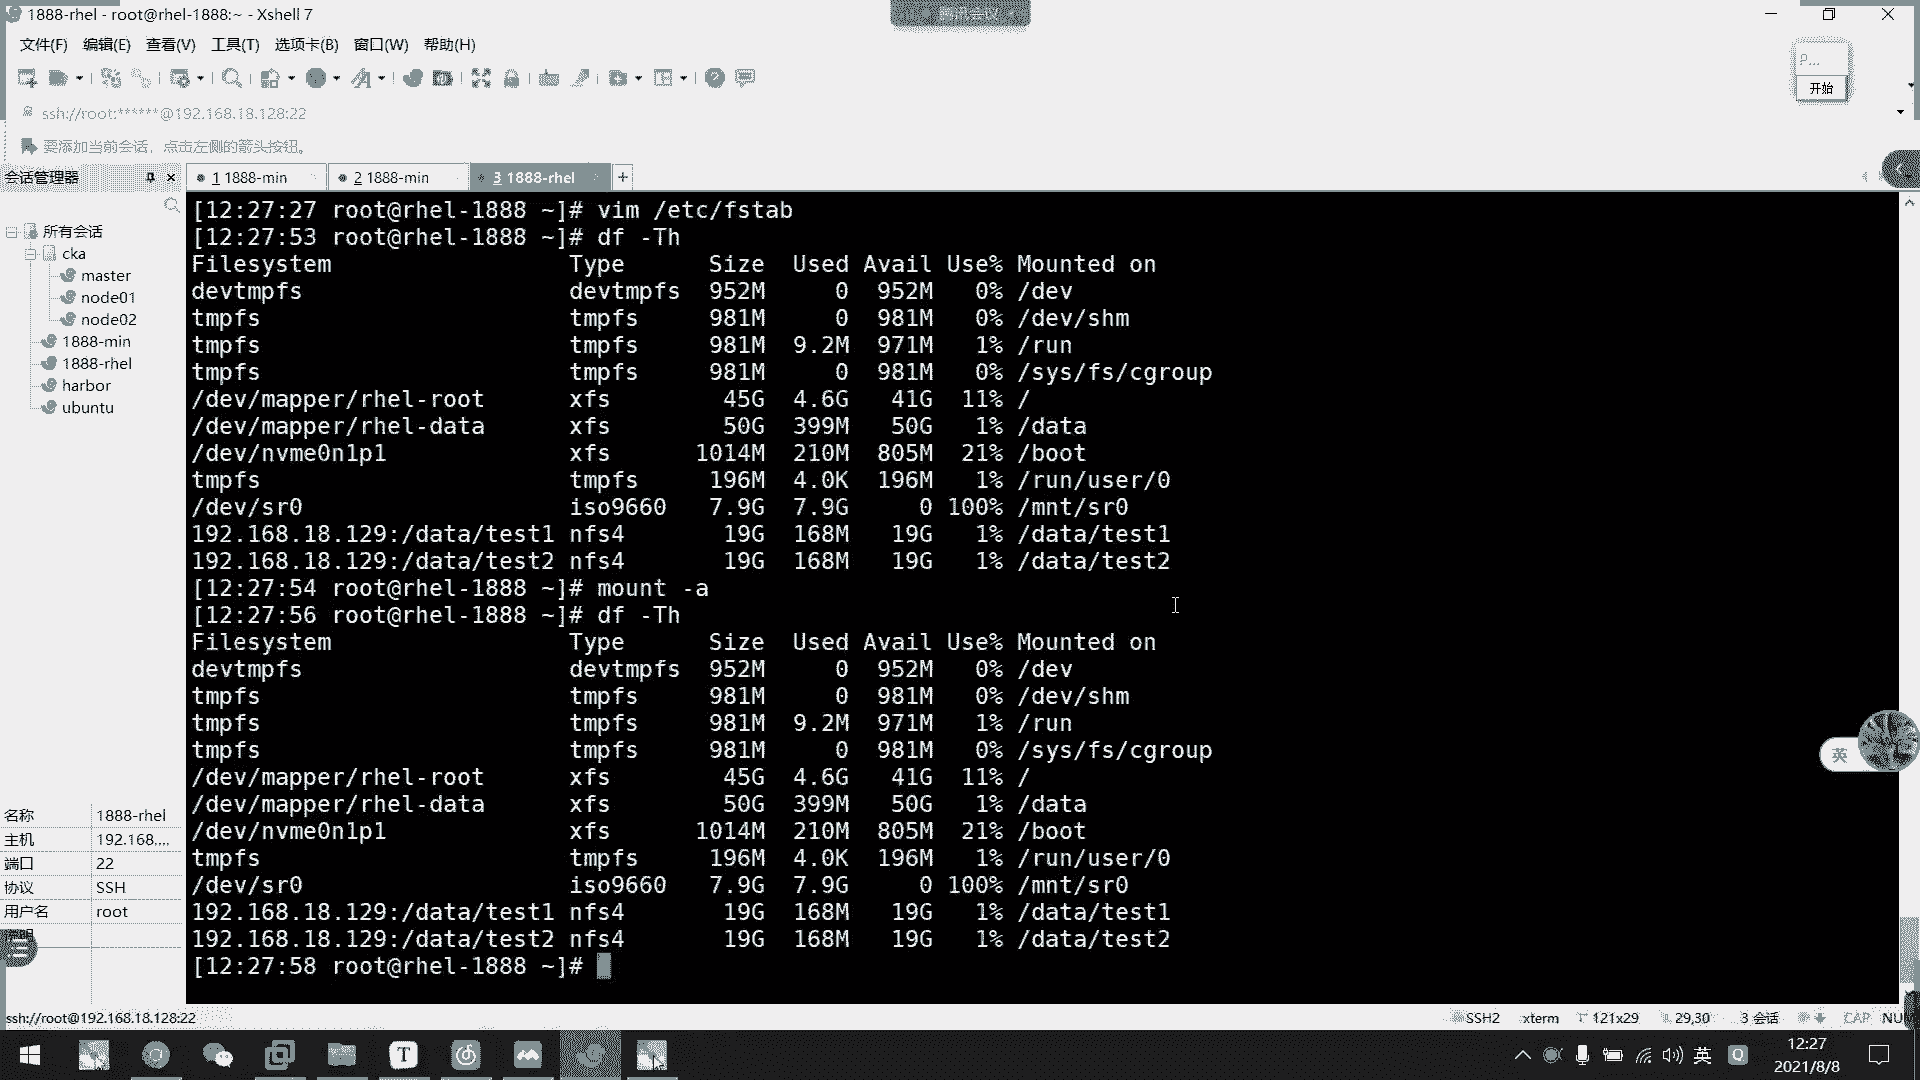 1888-rhel - root@rhel-1888:~ - Xshell 7
腾讯会议
文件(F) 编辑(E) 查看(V) 工具(T) 选项卡(B) 窗口(W) 帮助(H)
P...
开始
ssh://root:******@192.168.18.128:22
要添加当前会话，点击左侧的箭头按钮。
会话管理器
1 1888-min
2 1888-min
3 1888-rhel
所有会话
cka
master
node01
node02
1888-min
1888-rhel
harbor
ubuntu
[12:27:27 root@rhel-1888 ~]# vim /etc/fstab
[12:27:53 root@rhel-1888 ~]# df -Th
Filesystem Type Size Used Avail Use% Mounted on
devtmpfs devtmpfs 952M 0 952M 0% /dev
tmpfs tmpfs 981M 0 981M 0% /dev/shm
tmpfs tmpfs 981M 9.2M 971M 1% /run
tmpfs tmpfs 981M 0 981M 0% /sys/fs/cgroup
/dev/mapper/rhel-root xfs 45G 4.6G 41G 11% /
/dev/mapper/rhel-data xfs 50G 399M 50G 1% /data
/dev/nvme0n1p1 xfs 1014M 210M 805M 21% /boot
tmpfs tmpfs 196M 4.0K 196M 1% /run/user/0
/dev/sr0 iso9660 7.9G 7.9G 0 100% /mnt/sr0
192.168.18.129:/data/test1 nfs4 19G 168M 19G 1% /data/test1
192.168.18.129:/data/test2 nfs4 19G 168M 19G 1% /data/test2
[12:27:54 root@rhel-1888 ~]# mount -a
[12:27:56 root@rhel-1888 ~]# df -Th
Filesystem Type Size Used Avail Use% Mounted on
devtmpfs devtmpfs 952M 0 952M 0% /dev
tmpfs tmpfs 981M 0 981M 0% /dev/shm
tmpfs tmpfs 981M 9.2M 971M 1% /run
tmpfs tmpfs 981M 0 981M 0% /sys/fs/cgroup
/dev/mapper/rhel-root xfs 45G 4.6G 41G 11% /
/dev/mapper/rhel-data xfs 50G 399M 50G 1% /data
/dev/nvme0n1p1 xfs 1014M 210M 805M 21% /boot
tmpfs tmpfs 196M 4.0K 196M 1% /run/user/0
/dev/sr0 iso9660 7.9G 7.9G 0 100% /mnt/sr0
192.168.18.129:/data/test1 nfs4 19G 168M 19G 1% /data/test1
192.168.18.129:/data/test2 nfs4 19G 168M 19G 1% /data/test2
[12:27:58 root@rhel-1888 ~]#
英
名称 1888-rhel
主机 192.168....
端口 22
协议 SSH
用户名 root
ssh://root@192.168.18.128:22
SSH2 xterm 121x29 29,30 3 会话 CAP NU
英
12:27
2021/8/8